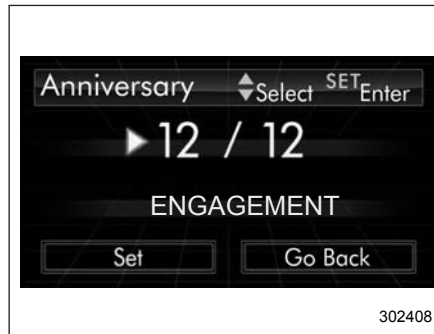 Anniversary Select SET Enter
12 / 12
ENGAGEMENT
Set Go Back
302408